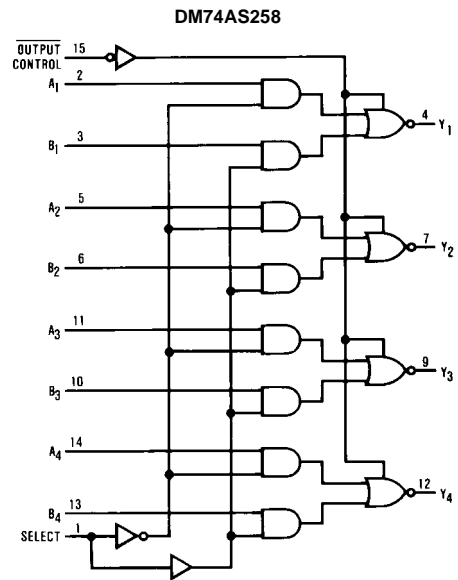 DM74AS258
OUTPUT 15
CONTROL
A1 2
4 Y1
B1 3
A2 5
7 Y2
B2 6
A3 11
9 Y3
B3 10
A4 14
12 Y4
B4 13
SELECT 1